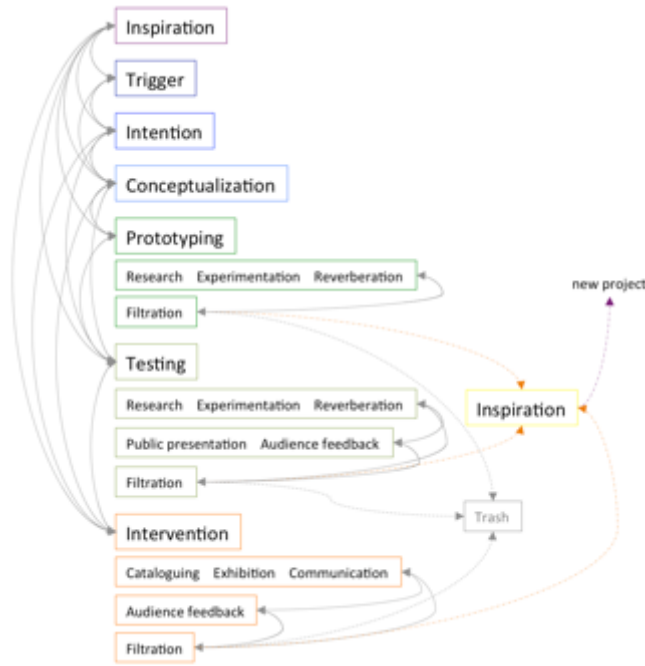 Inspiration
Trigger
Intention
Conceptualization
Prototyping
Research Experimentation Reverberation
Filtration
new project
Testing
Research Experimentation Reverberation
Inspiration
Public presentation Audience feedback
Filtration
Trash
Intervention
Cataloguing Exhibition Communication
Audience feedback
Filtration